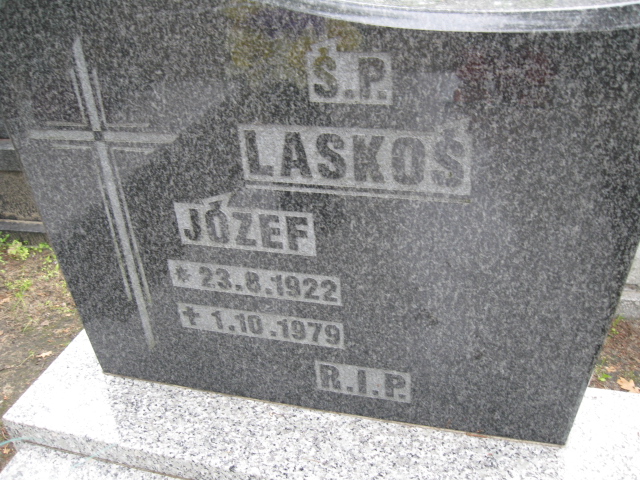 Ś.P.
LASKOŚ
JÓZEF
* 23.8.1922
✝ 1.10.1979
R.I.P.